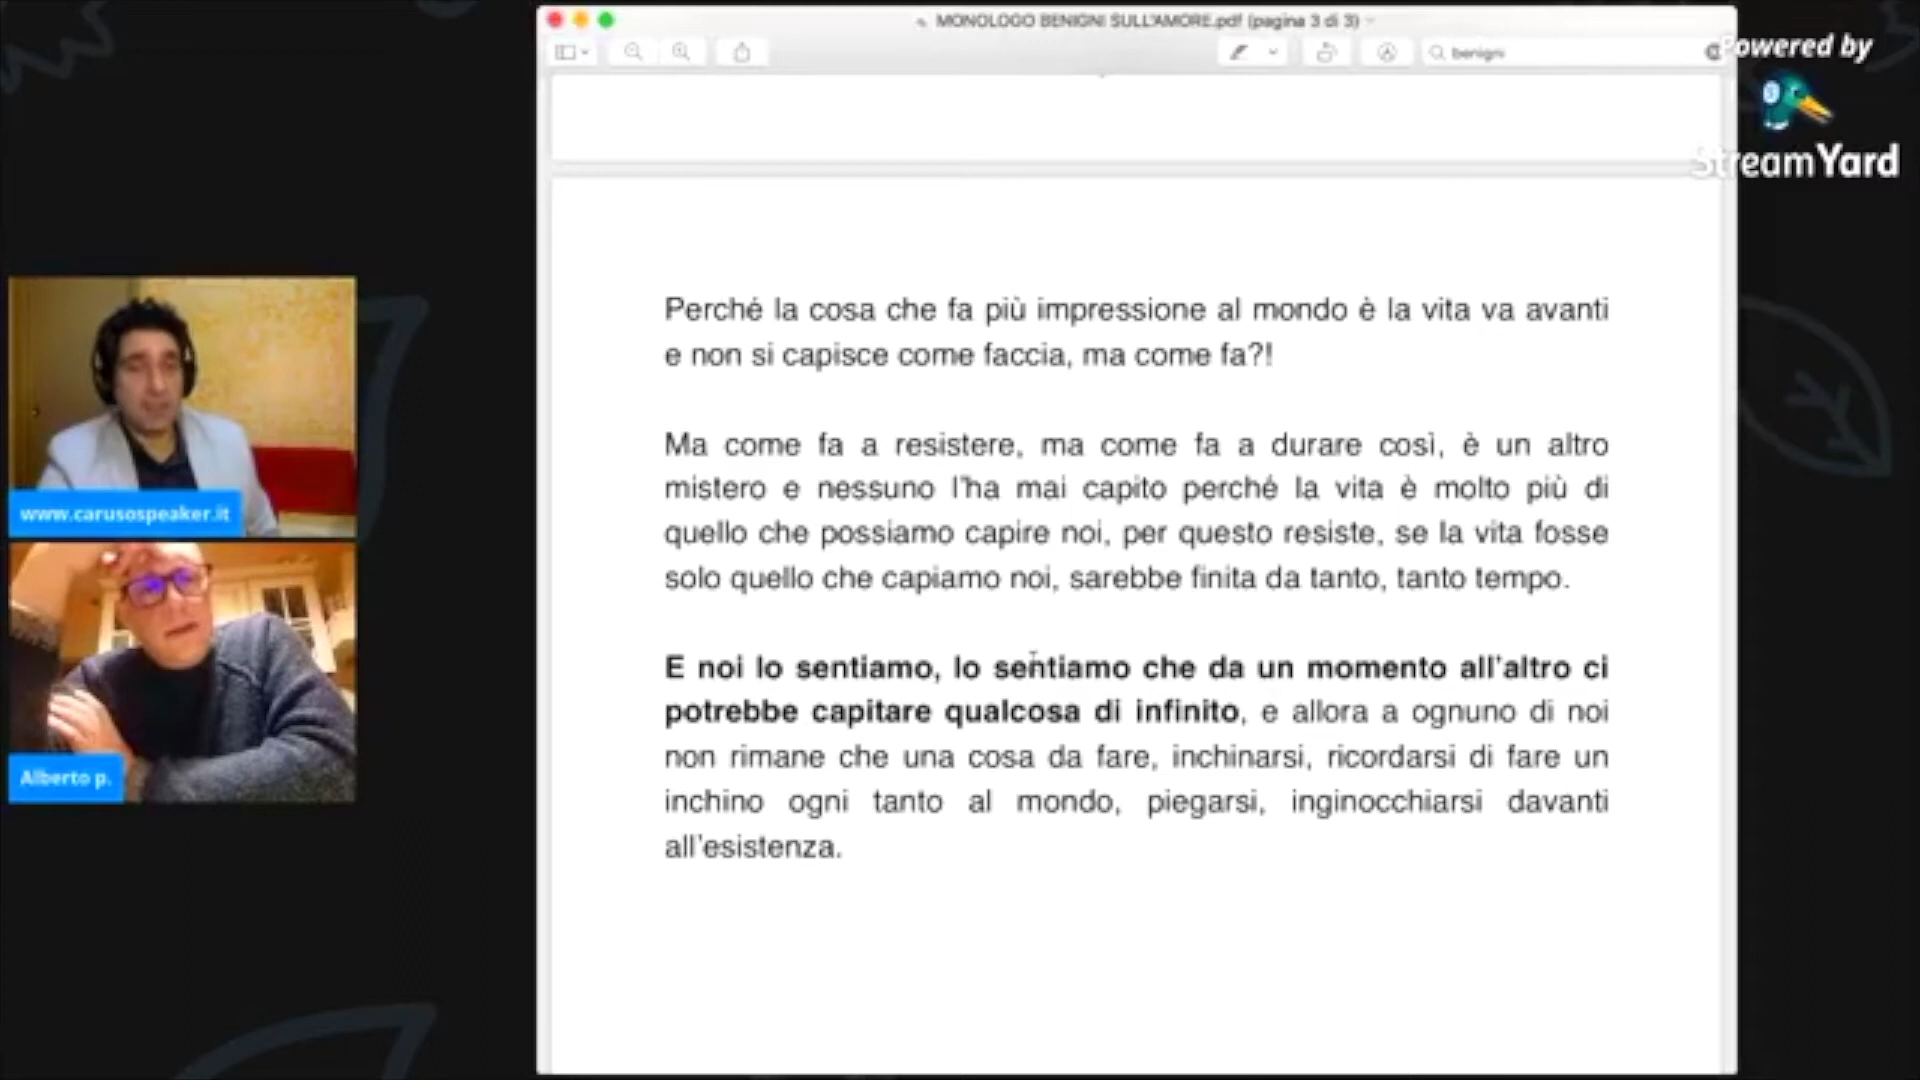 MONOLOGO BENIGNI SULL'AMORE.pdf (pagina 3 di 3)
benigni
Powered by
StreamYard
Perché la cosa che fa più impressione al mondo è la vita va avanti
e non si capisce come faccia, ma come fa?!
Ma come fa a resistere, ma come fa a durare così, è un altro
mistero e nessuno l'ha mai capito perché la vita è molto più di
quello che possiamo capire noi, per questo resiste, se la vita fosse
solo quello che capiamo noi, sarebbe finita da tanto, tanto tempo.
E noi lo sentiamo, lo sentiamo che da un momento all'altro ci
potrebbe capitare qualcosa di infinito, e allora a ognuno di noi
non rimane che una cosa da fare, inchinarsi, ricordarsi di fare un
inchino ogni tanto al mondo, piegarsi, inginocchiarsi davanti
all'esistenza.
www.carusospeaker.it
Alberto p.